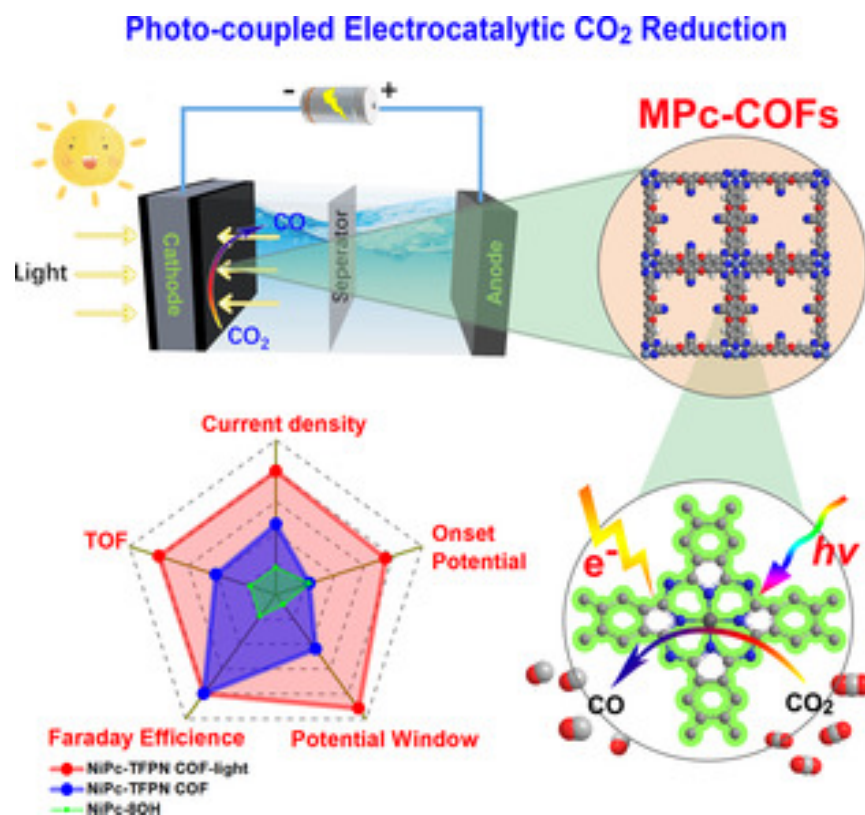 Photo-coupled Electrocatalytic CO2 Reduction
- +
MPc-COFs
Light
Cathode
CO
CO2
Seperator
Anode
Current density
TOF
Onset
Potential
Faraday Efficience
Potential Window
NiPc-TFPN COF-light
NiPc-TFPN COF
NiPc-8OH
e-
hv
CO
CO2